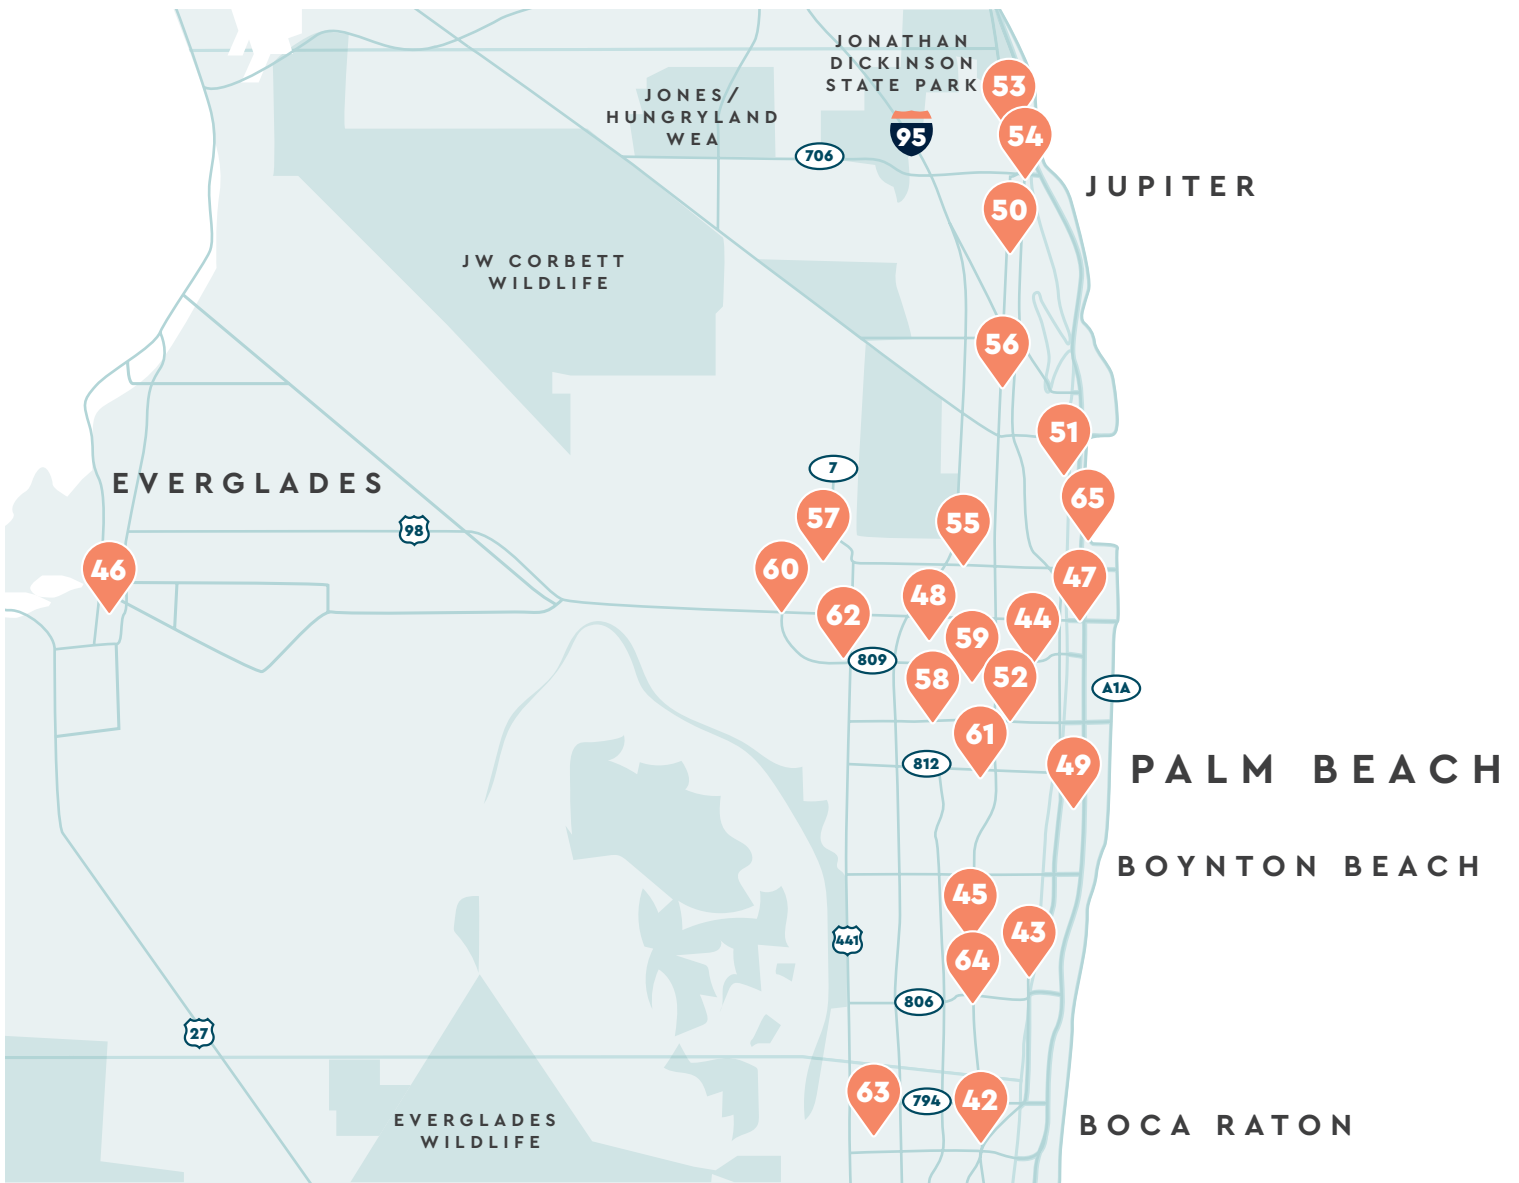 JONATHAN
DICKINSON
STATE PARK
53
JONES/
HUNGRYLAND
WEA
95
54
706
JUPITER
50
JW CORBETT
WILDLIFE
56
51
7
EVERGLADES
65
57
55
98
46
60
47
48
62
44
59
809
58
52
A1A
61
812
49
PALM BEACH
BOYNTON BEACH
45
43
441
64
806
27
63
794
42
EVERGLADES
WILDLIFE
BOCA RATON